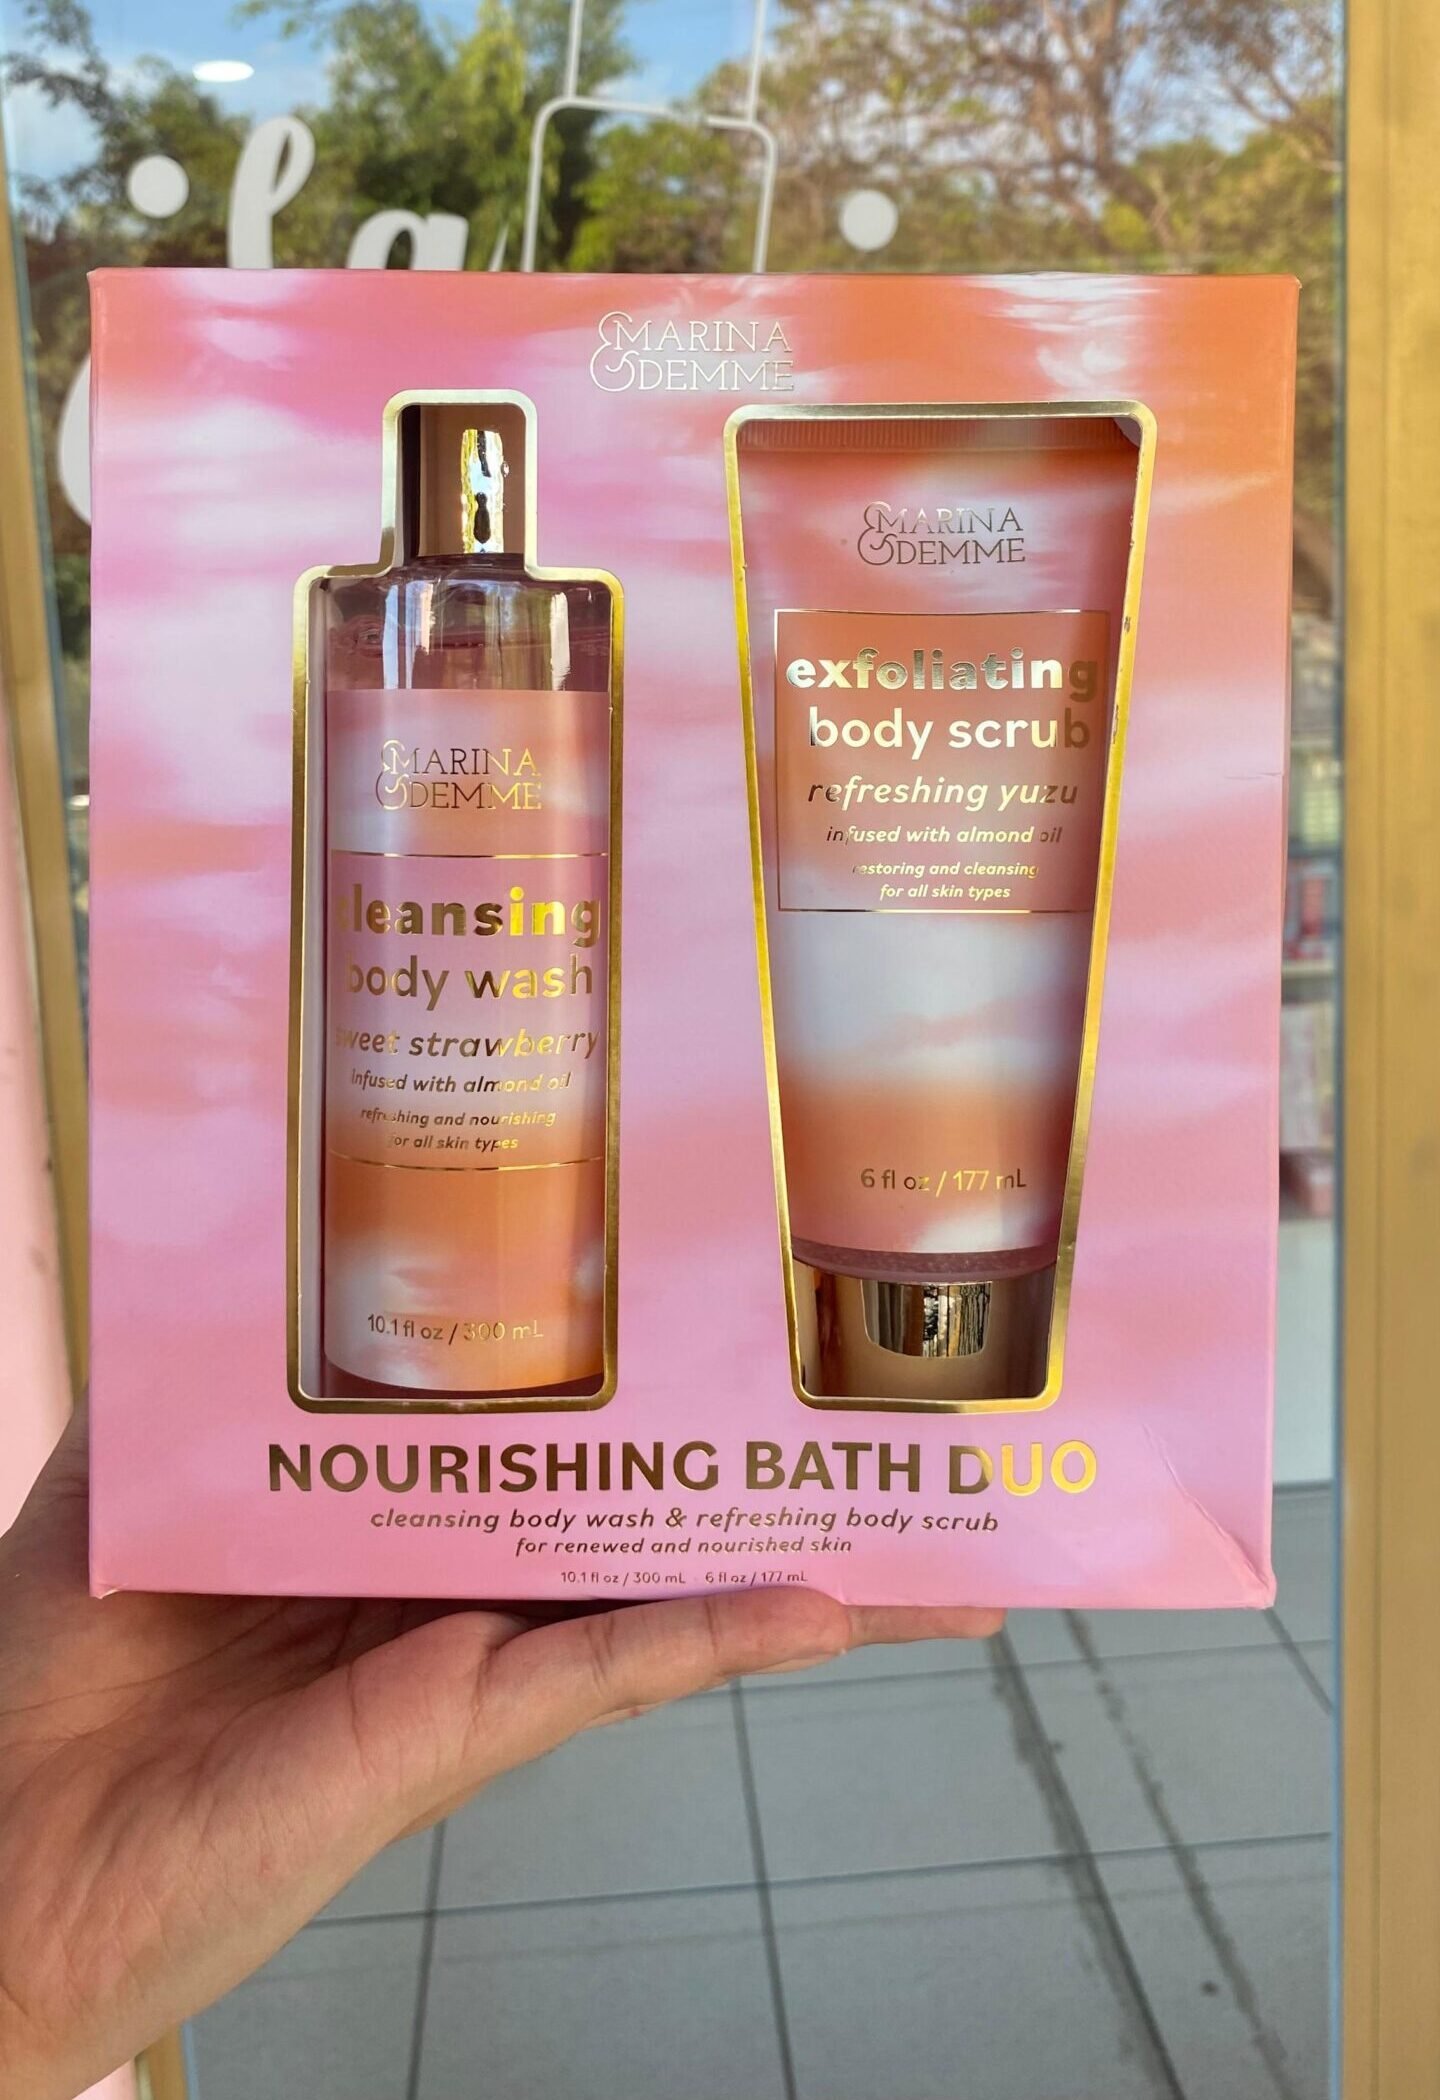 MARINA
& DEMME
MARINA
& DEMME
cleansing
body wash
sweet strawberry
infused with almond oil
refreshing and nourishing
for all skin types
10.1 fl oz / 300 mL
MARINA
& DEMME
exfoliating
body scrub
refreshing yuzu
infused with almond oil
restoring and cleansing
for all skin types
6 fl oz / 177 mL
NOURISHING BATH DUO
cleansing body wash & refreshing body scrub
for renewed and nourished skin
10.1 fl oz / 300 mL 6 fl oz / 177 mL